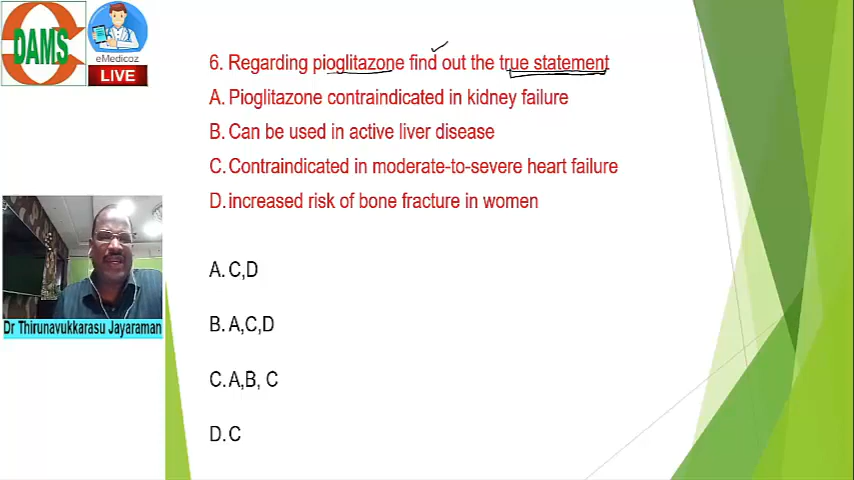 DAMS
eMedicoz
LIVE
6. Regarding pioglitazone find out the true statement
A. Pioglitazone contraindicated in kidney failure
B. Can be used in active liver disease
C. Contraindicated in moderate-to-severe heart failure
D. increased risk of bone fracture in women
A. C,D
B. A,C,D
C. A,B, C
D. C
Dr Thirunavukkarasu Jayaraman